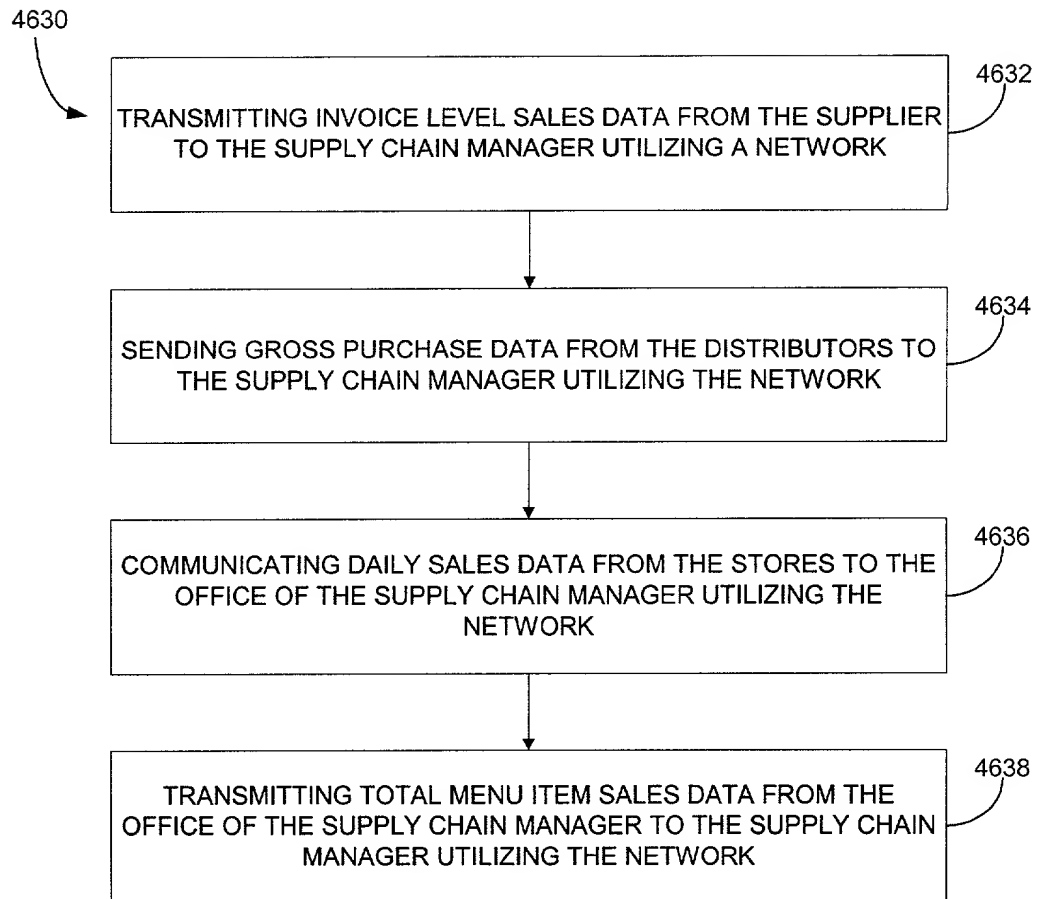 4630
4632
TRANSMITTING INVOICE LEVEL SALES DATA FROM THE SUPPLIER
TO THE SUPPLY CHAIN MANAGER UTILIZING A NETWORK
4634
SENDING GROSS PURCHASE DATA FROM THE DISTRIBUTORS TO
THE SUPPLY CHAIN MANAGER UTILIZING THE NETWORK
4636
COMMUNICATING DAILY SALES DATA FROM THE STORES TO THE
OFFICE OF THE SUPPLY CHAIN MANAGER UTILIZING THE
NETWORK
4638
TRANSMITTING TOTAL MENU ITEM SALES DATA FROM THE
OFFICE OF THE SUPPLY CHAIN MANAGER TO THE SUPPLY CHAIN
MANAGER UTILIZING THE NETWORK